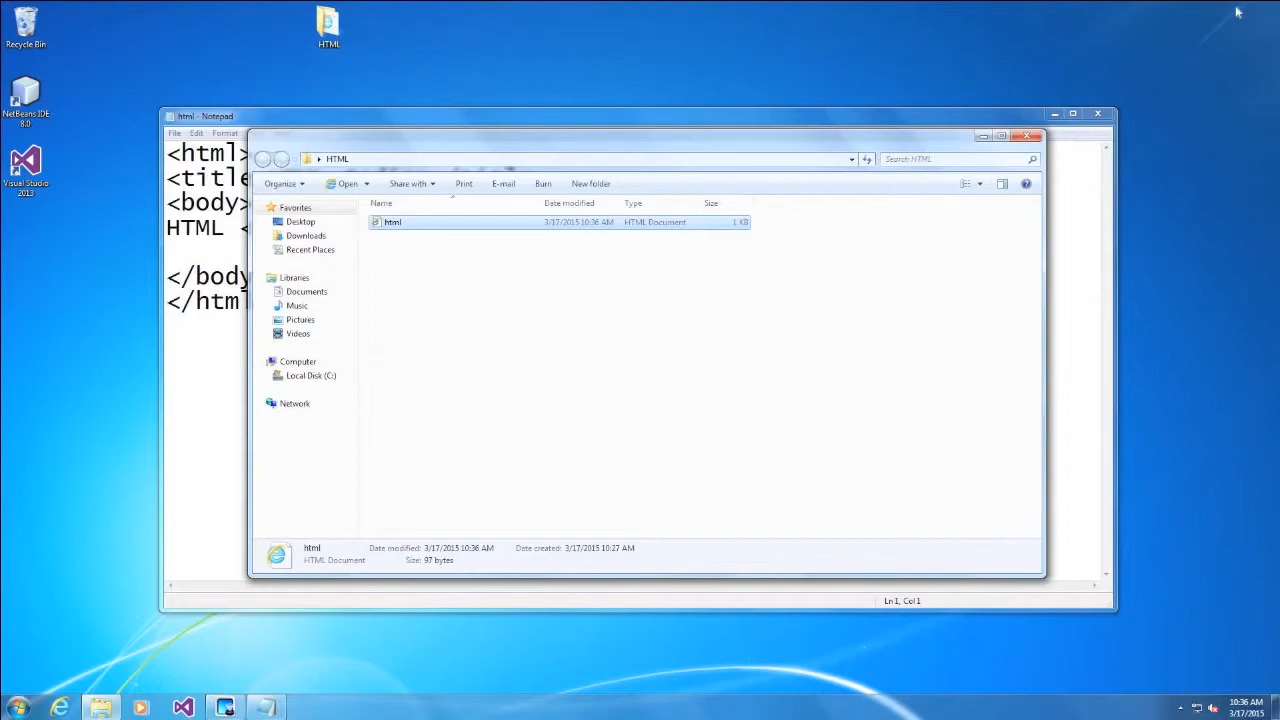 Recycle Bin
HTML
NetBeans IDE
8.0
Visual Studio
2013
html - Notepad
File Edit Format
<html>
<title
<body>
HTML <
</body
</htm
HTML
Search HTML
Organize Open Share with Print E-mail Burn New folder
Name Date modified Type Size
html 3/17/2015 10:36 AM HTML Document 1 KB
Favorites
Desktop
Downloads
Recent Places
Libraries
Documents
Music
Pictures
Videos
Computer
Local Disk (C:)
Network
html Date modified: 3/17/2015 10:36 AM Date created: 3/17/2015 10:27 AM
HTML Document Size: 97 bytes
Ln 1, Col 1
10:36 AM
3/17/2015